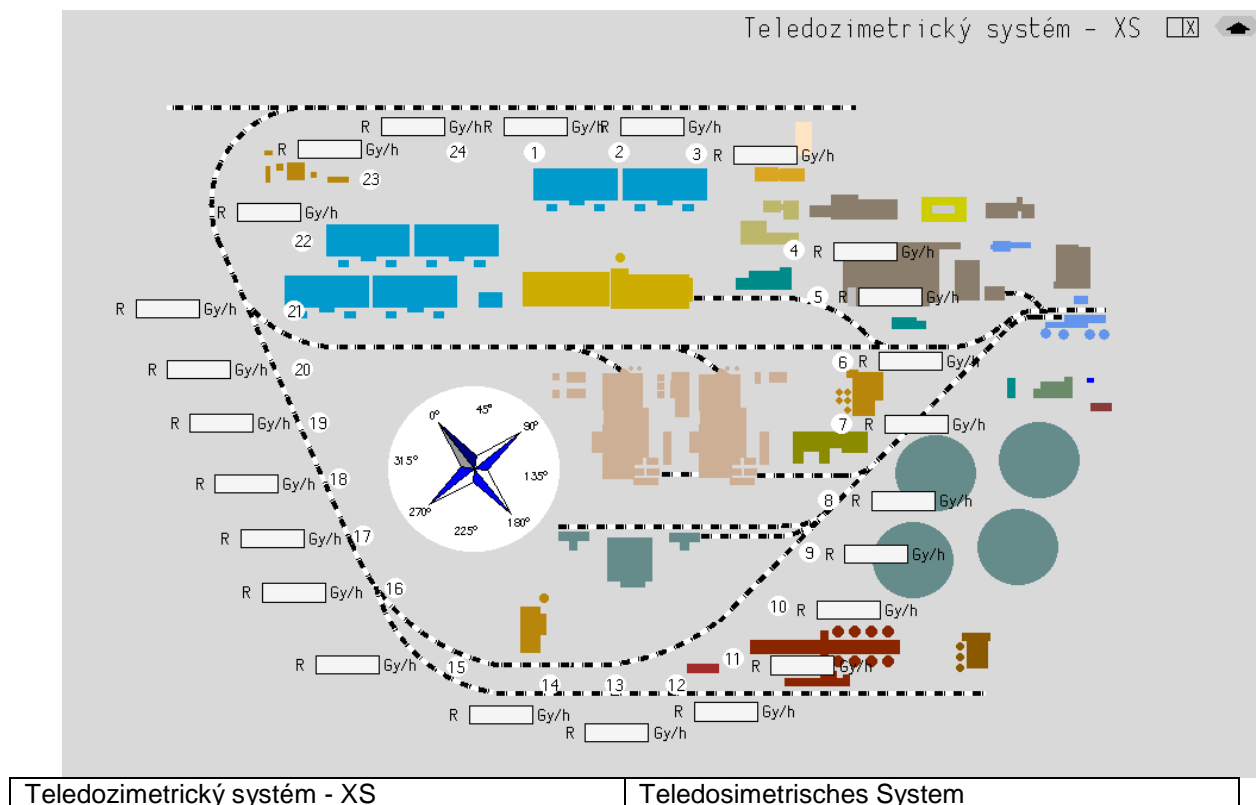 Teledozimetrický systém - XS X
R Gy/h R Gy/h R Gy/h
R Gy/h 24 1 2 3 R Gy/h
23
R Gy/h
22 4 R Gy/h
R Gy/h 21 5 R Gy/h
R Gy/h 20 6 R Gy/h
R Gy/h 19 7 R Gy/h
0° 45° 90°
315° 135°
270° 225° 180°
R Gy/h 18 8 R Gy/h
R Gy/h 17 9 R Gy/h
R Gy/h 16 10 R Gy/h
R Gy/h 15 11 R Gy/h
14 13 12
R Gy/h R Gy/h
R Gy/h
Teledozimetrický systém - XS Teledosimetrisches System